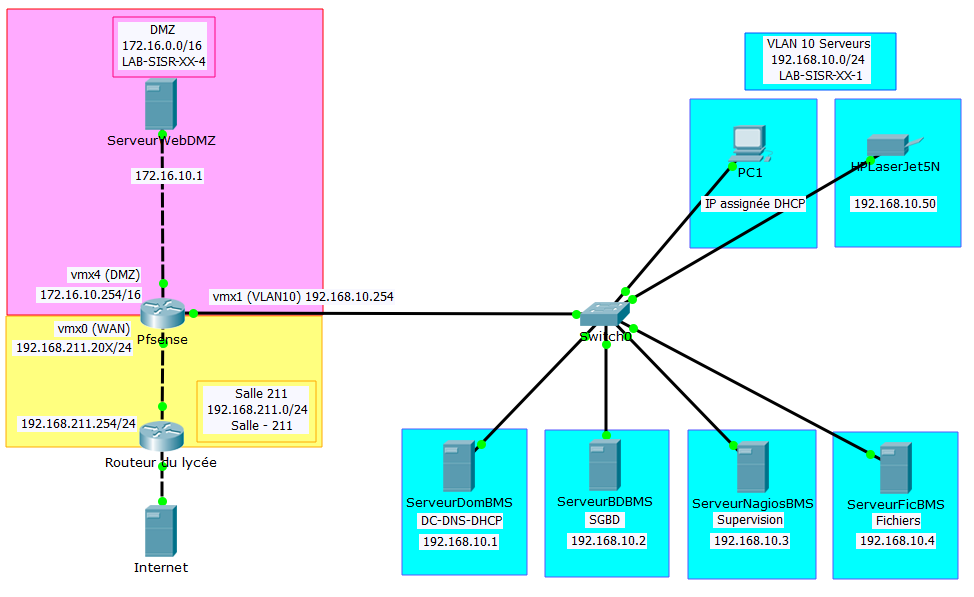 DMZ
172.16.0.0/16
LAB-SISR-XX-4
ServeurWebDMZ
172.16.10.1
vmx4 (DMZ)
172.16.10.254/16
vmx1 (VLAN10) 192.168.10.254
Pfsense
vmx0 (WAN)
192.168.211.20X/24
Salle 211
192.168.211.0/24
Salle - 211
192.168.211.254/24
Routeur du lycée
Internet
VLAN 10 Serveurs
192.168.10.0/24
LAB-SISR-XX-1
PC1
IP assignée DHCP
HPLaserJet5N
192.168.10.50
Switch0
ServeurDomBMS
DC-DNS-DHCP
192.168.10.1
ServeurBDBMS
SGBD
192.168.10.2
ServeurNagiosBMS
Supervision
192.168.10.3
ServeurFicBMS
Fichiers
192.168.10.4